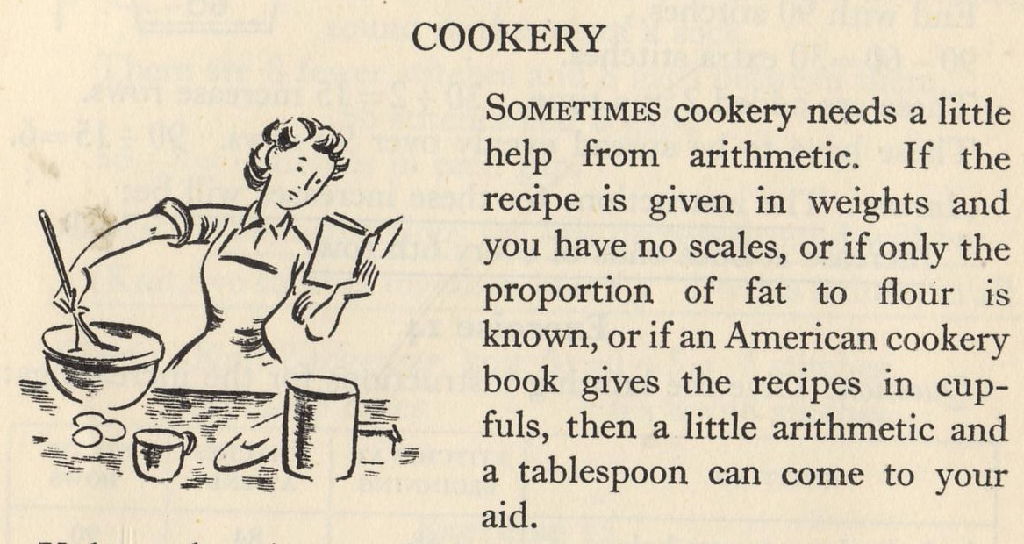 COOKERY
SOMETIMES cookery needs a little
help from arithmetic. If the
recipe is given in weights and
you have no scales, or if only the
proportion of fat to flour is
known, or if an American cookery
book gives the recipes in cup-
fuls, then a little arithmetic and
a tablespoon can come to your
aid.